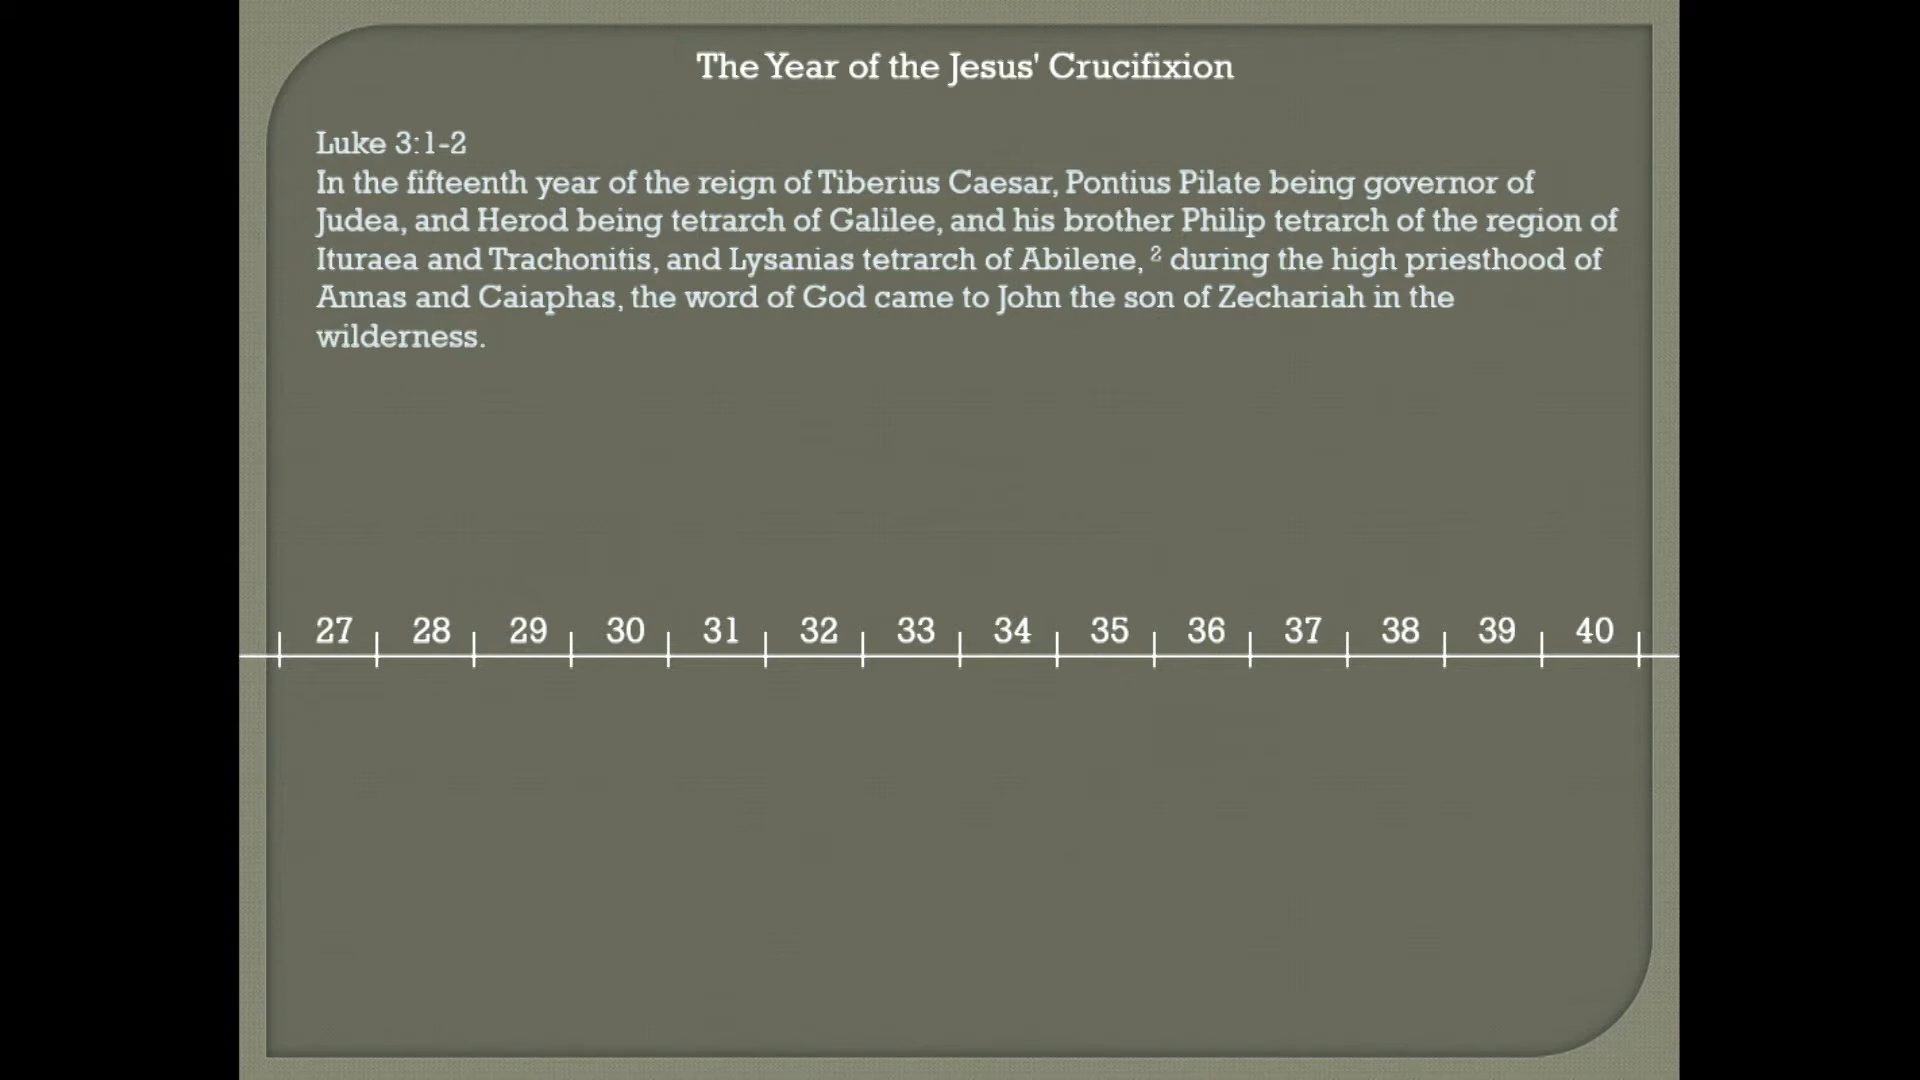 The Year of the Jesus' Crucifixion
Luke 3:1-2
In the fifteenth year of the reign of Tiberius Caesar, Pontius Pilate being governor of
Judea, and Herod being tetrarch of Galilee, and his brother Philip tetrarch of the region of
Ituraea and Trachonitis, and Lysanias tetrarch of Abilene, ² during the high priesthood of
Annas and Caiaphas, the word of God came to John the son of Zechariah in the
wilderness.
27 28 29 30 31 32 33 34 35 36 37 38 39 40